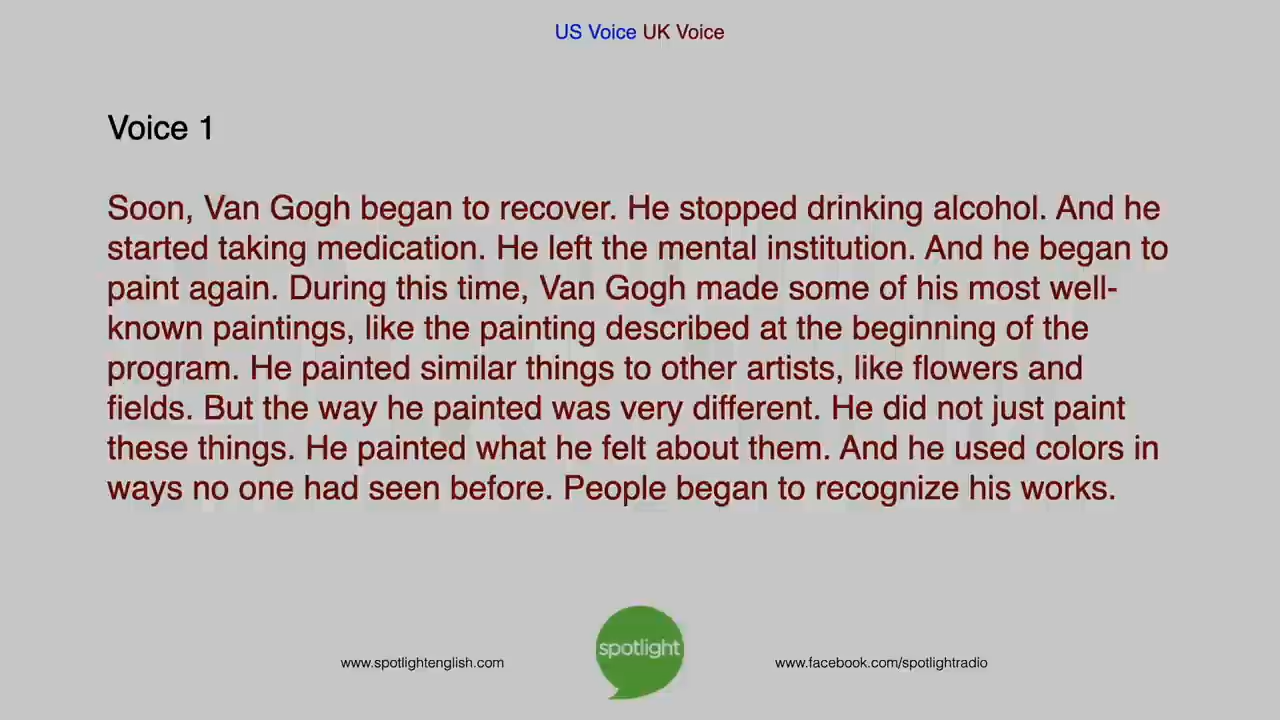 US Voice UK Voice
Voice 1
Soon, Van Gogh began to recover. He stopped drinking alcohol. And he
started taking medication. He left the mental institution. And he began to
paint again. During this time, Van Gogh made some of his most well-
known paintings, like the painting described at the beginning of the
program. He painted similar things to other artists, like flowers and
fields. But the way he painted was very different. He did not just paint
these things. He painted what he felt about them. And he used colors in
ways no one had seen before. People began to recognize his works.
www.spotlightenglish.com
spotlight
www.facebook.com/spotlightradio